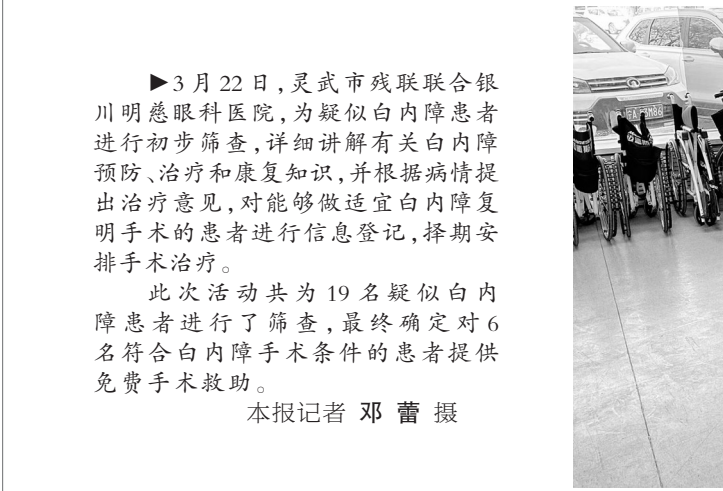 ▶3月22日，灵武市残联联合银
川明慈眼科医院，为疑似白内障患者
进行初步筛查，详细讲解有关白内障
预防、治疗和康复知识，并根据病情提
出治疗意见，对能够做适宜白内障复
明手术的患者进行信息登记，择期安
排手术治疗。
此次活动共为19名疑似白内
障患者进行了筛查，最终确定对6
名符合白内障手术条件的患者提供
免费手术救助。
本报记者 邓 蕾 摄